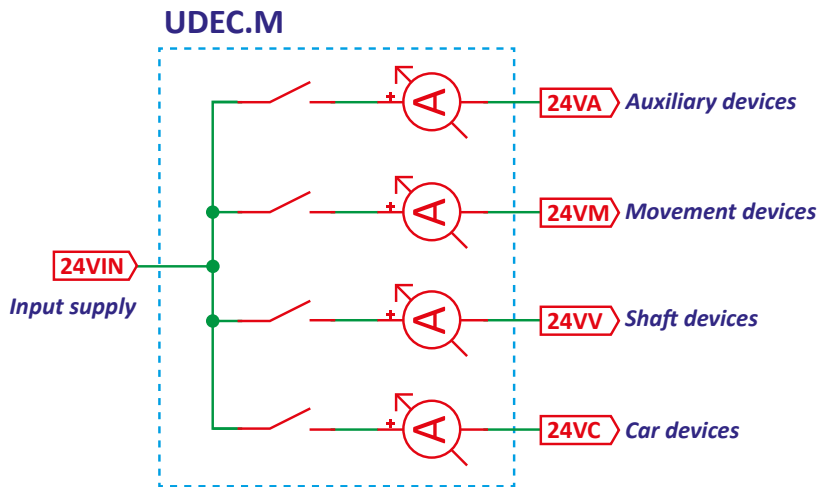 UDEC.M
+ A 24VA Auxiliary devices
+ A 24VM Movement devices
24VIN
Input supply
+ A 24VV Shaft devices
+ A 24VC Car devices